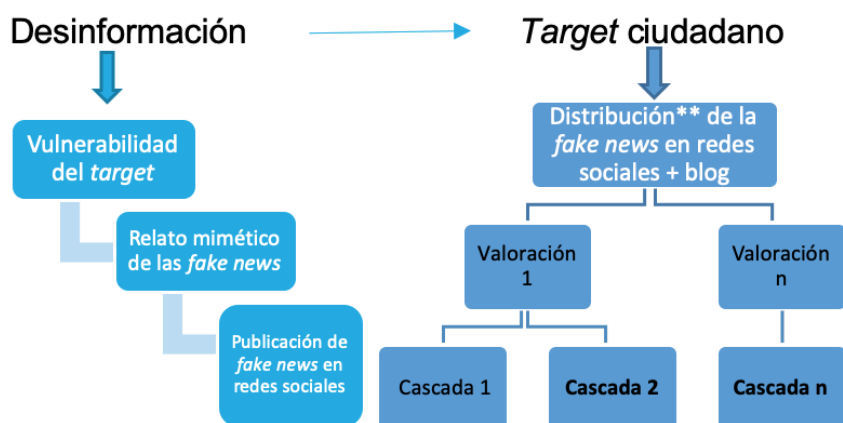 Desinformación
Target ciudadano
Vulnerabilidad
del target
Relato mimético
de las fake news
Publicación de
fake news en
redes sociales
Distribución** de la
fake news en redes
sociales + blog
Valoración
1
Valoración
n
Cascada 1
Cascada 2
Cascada n